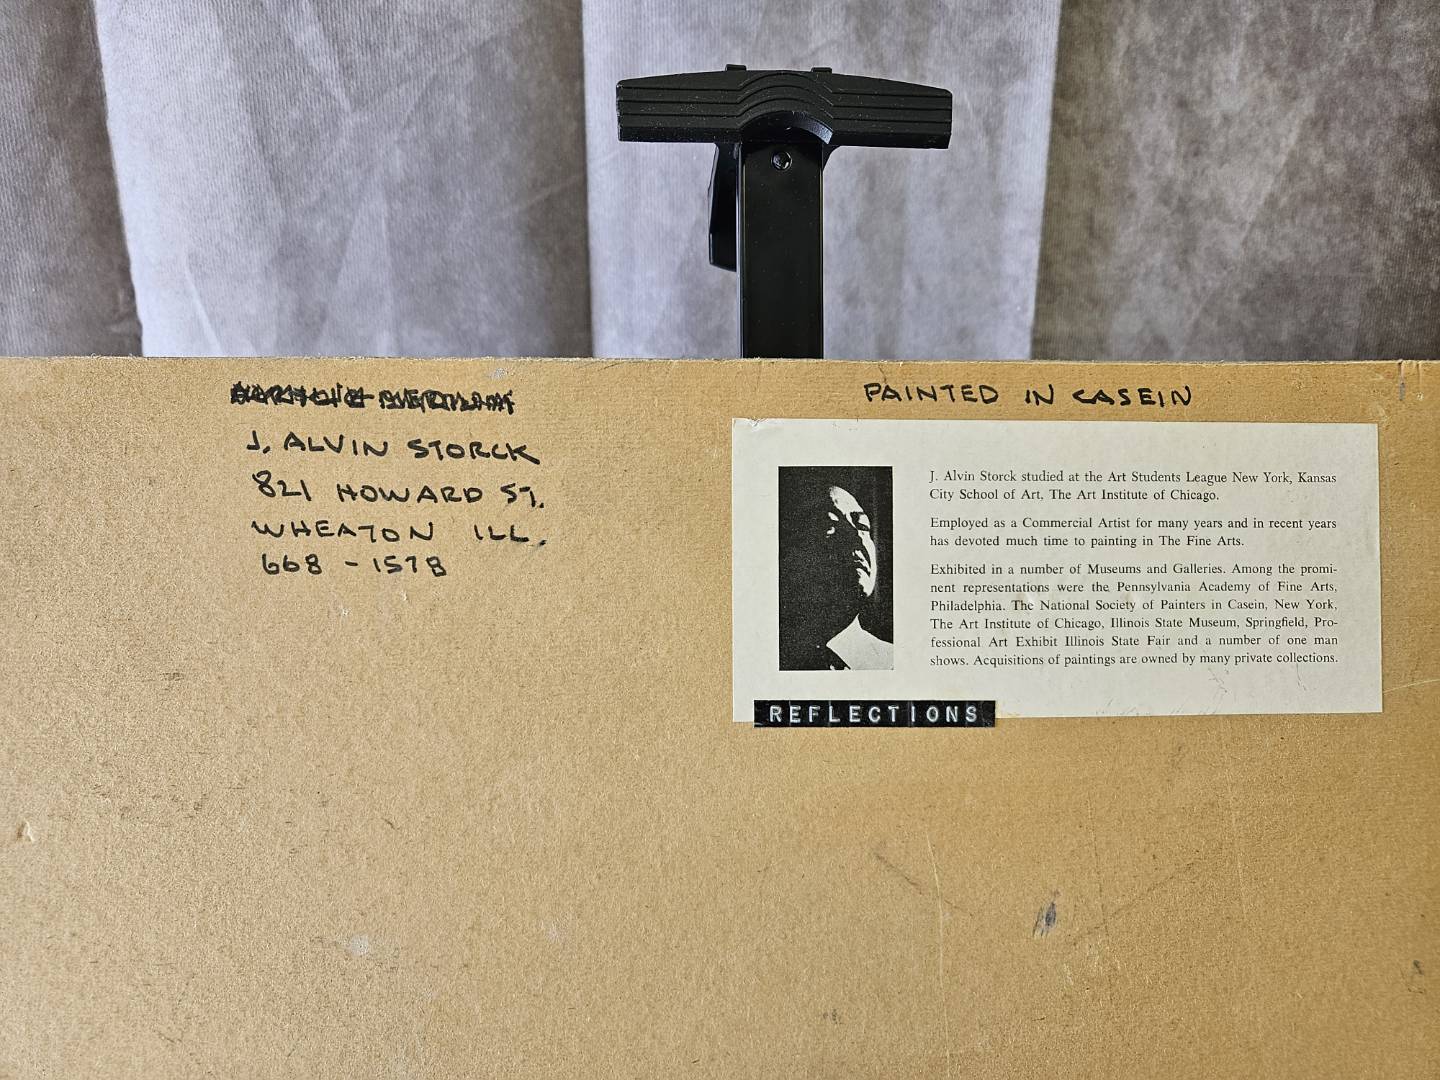 J. ALVIN STORCK
821 HOWARD ST.
WHEATON ILL.
668 - 1578
PAINTED IN CASEIN
J. Alvin Storck studied at the Art Students League New York, Kansas
City School of Art, The Art Institute of Chicago.
Employed as a Commercial Artist for many years and in recent years
has devoted much time to painting in The Fine Arts.
Exhibited in a number of Museums and Galleries. Among the promi-
nent representations were the Pennsylvania Academy of Fine Arts,
Philadelphia. The National Society of Painters in Casein, New York,
The Art Institute of Chicago, Illinois State Museum, Springfield, Pro-
fessional Art Exhibit Illinois State Fair and a number of one man
shows. Acquisitions of paintings are owned by many private collections.
REFLECTIONS